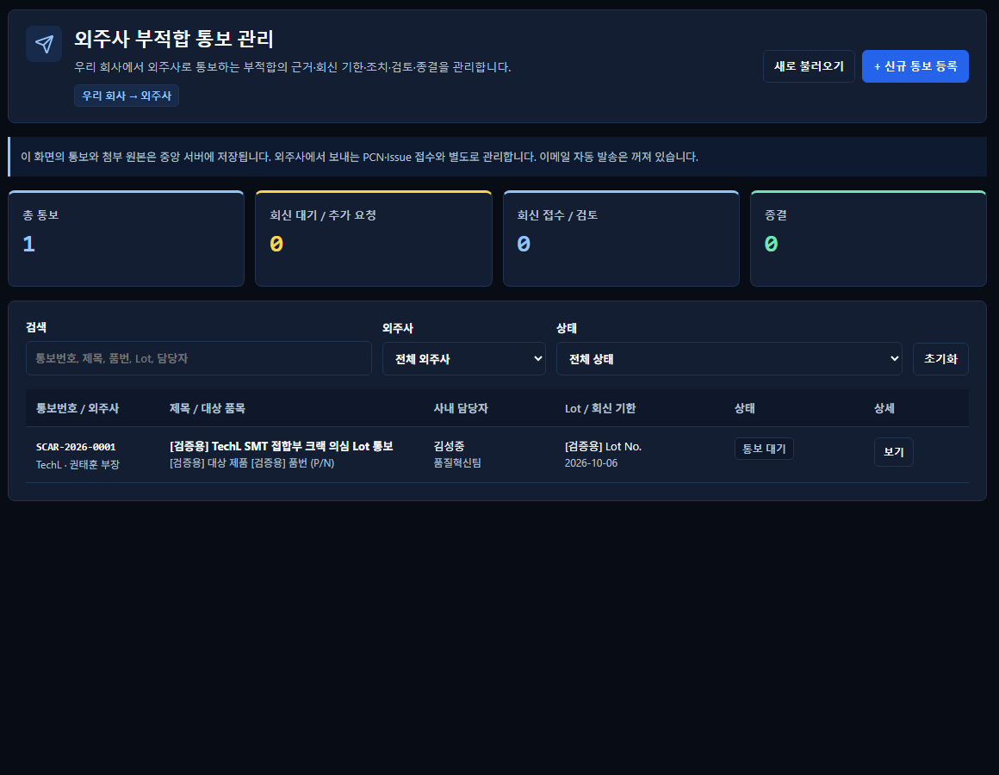 외주사 부적합 통보 관리
우리 회사에서 외주사로 통보하는 부적합의 근거·회신 기한·조치·검토·종결을 관리합니다.
우리 회사 → 외주사
새로 불러오기
+ 신규 통보 등록
이 화면의 통보와 첨부 원본은 중앙 서버에 저장됩니다. 외주사에서 보내는 PCN·Issue 접수와 별도로 관리합니다. 이메일 자동 발송은 꺼져 있습니다.
총 통보
1
회신 대기 / 추가 요청
0
회신 접수 / 검토
0
종결
0
검색
외주사
상태
통보번호, 제목, 품번, Lot, 담당자
전체 외주사
전체 상태
초기화
통보번호 / 외주사
제목 / 대상 품목
사내 담당자
Lot / 회신 기한
상태
상세
SCAR-2026-0001
TechL · 권태훈 부장
[검증용] TechL SMT 접합부 크랙 의심 Lot 통보
[검증용] 대상 제품 [검증용] 품번 (P/N)
김성중
품질혁신팀
[검증용] Lot No.
2026-10-06
통보 대기
보기